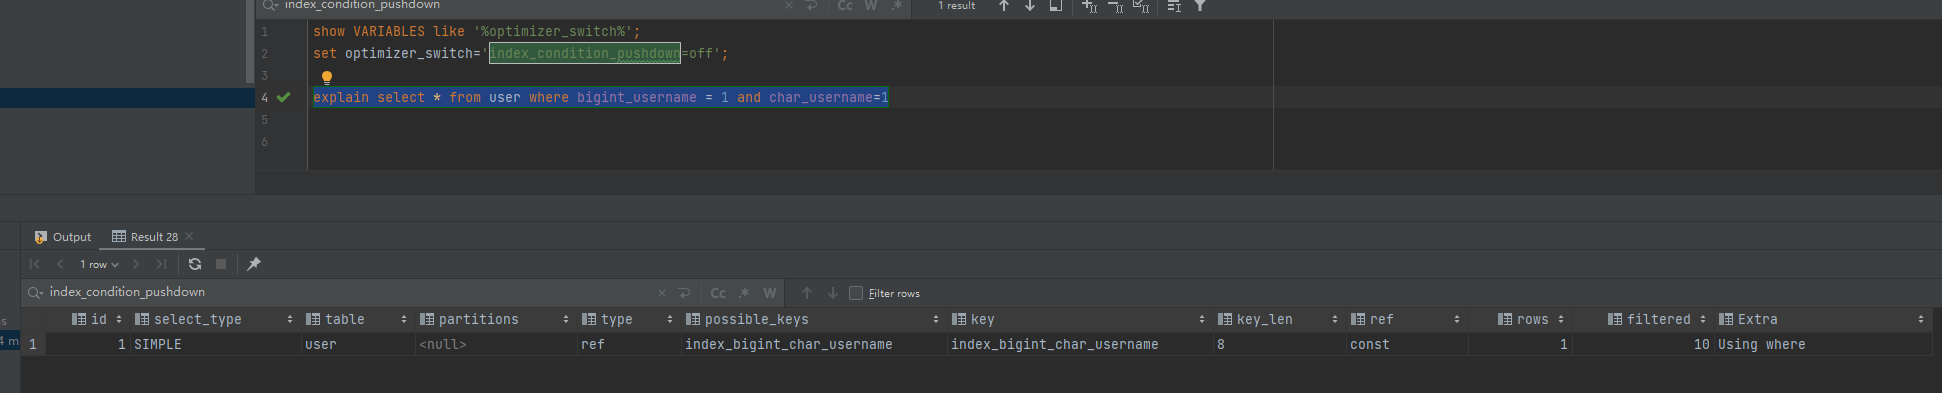 index_condition_pushdown Cc W .* 1 result
1 show VARIABLES like '%optimizer_switch%';
2 set optimizer_switch='index_condition_pushdown=off';
3
4 explain select * from user where bigint_username = 1 and char_username=1
5
6
Output Result 28
1 row
index_condition_pushdown Cc .* W Filter rows
id select_type table partitions type possible_keys key key_len ref rows filtered Extra
4 m 1 1 SIMPLE user <null> ref index_bigint_char_username index_bigint_char_username 8 const 1 10 Using where